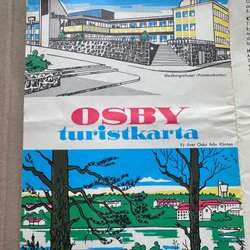 Medborgarhuset (Kommunkontor)
OSBY
turistkarta
Vy över Osby från Klinten.